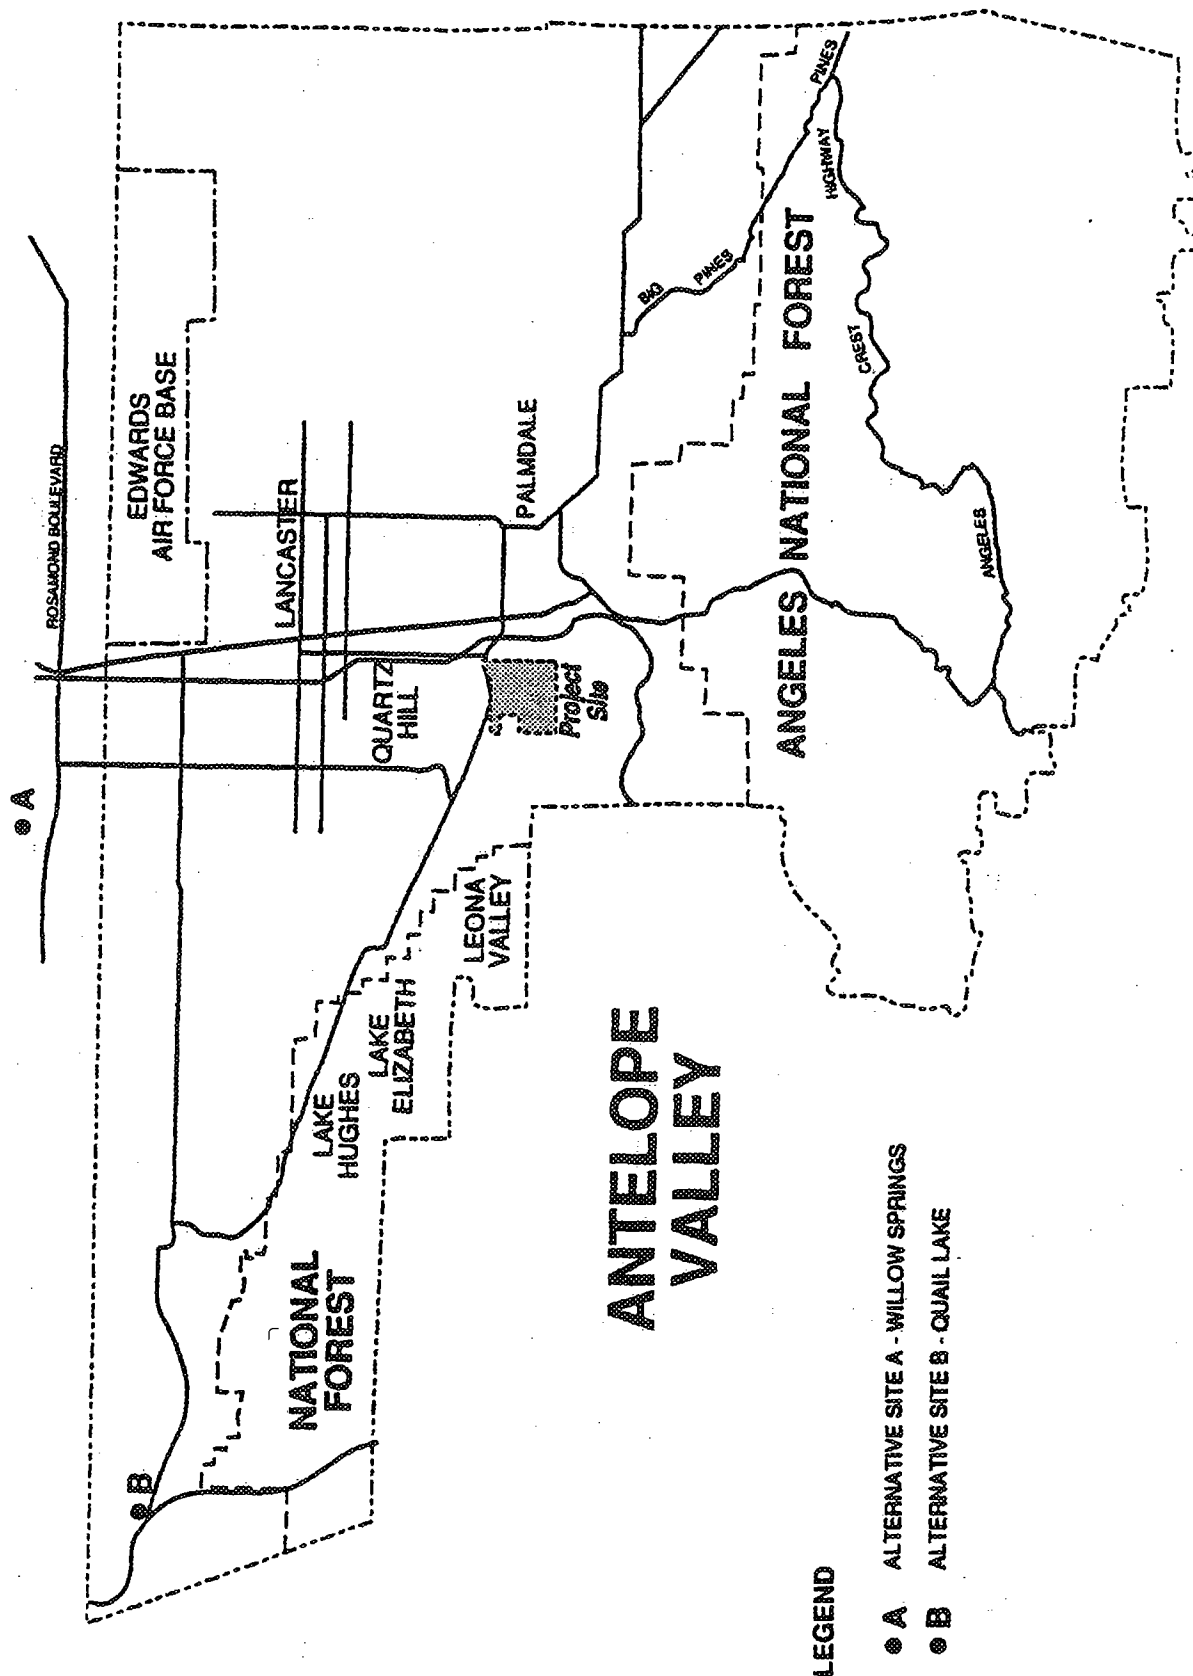 ROSAMOND BOULEVARD
EDWARDS
AIR FORCE BASE
LANCASTER
QUARTZ
HILL
PALMDALE
Project
Site
BIG
PINES
PINES
HIGHWAY
CREST
ANGELES
ANGELES NATIONAL FOREST
A
LEONA
VALLEY
LAKE
ELIZABETH
LAKE
HUGHES
NATIONAL
FOREST
B
ANTELOPE
VALLEY
LEGEND
A ALTERNATIVE SITE A - WILLOW SPRINGS
B ALTERNATIVE SITE B - QUAIL LAKE